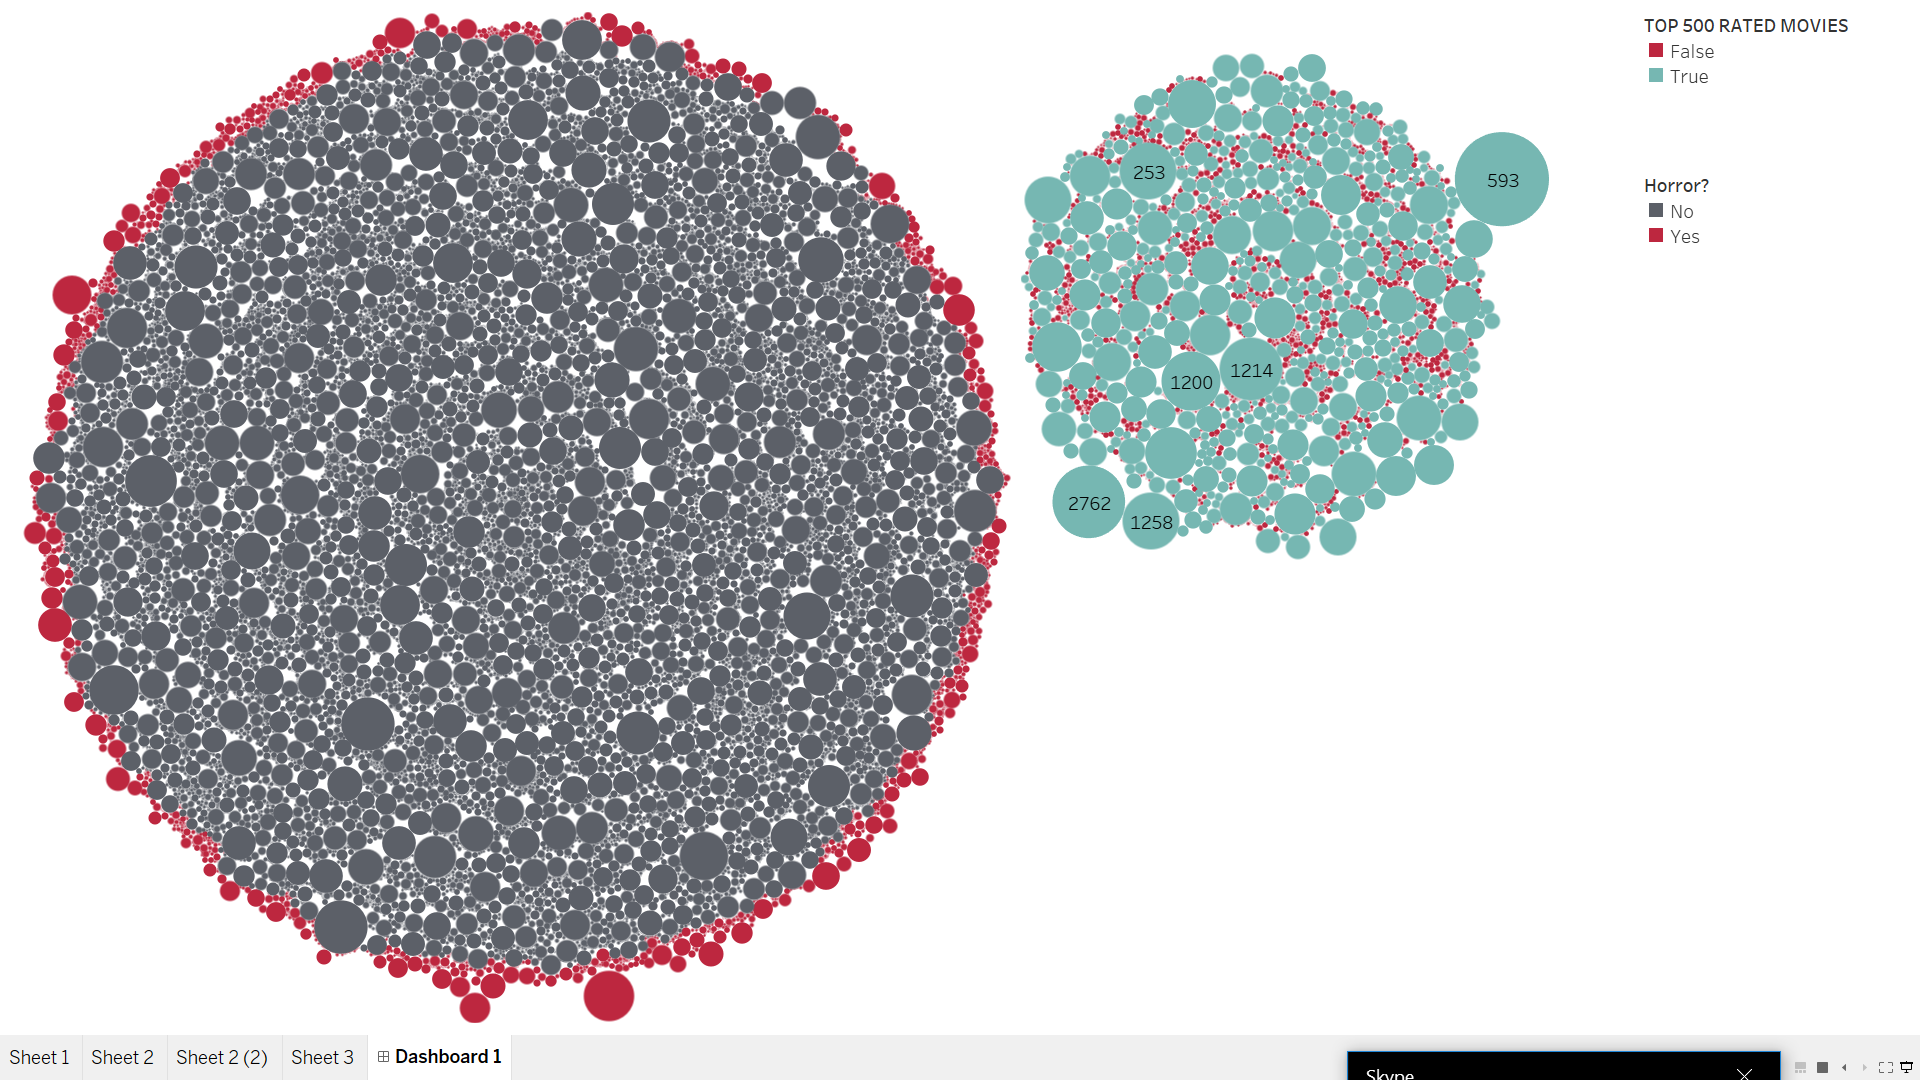 TOP 500 RATED MOVIES
False
True
Horror?
No
Yes
593
253
1214
1200
2762
1258
Sheet 1
Sheet 2
Sheet 2 (2)
Sheet 3
Dashboard 1
Skype